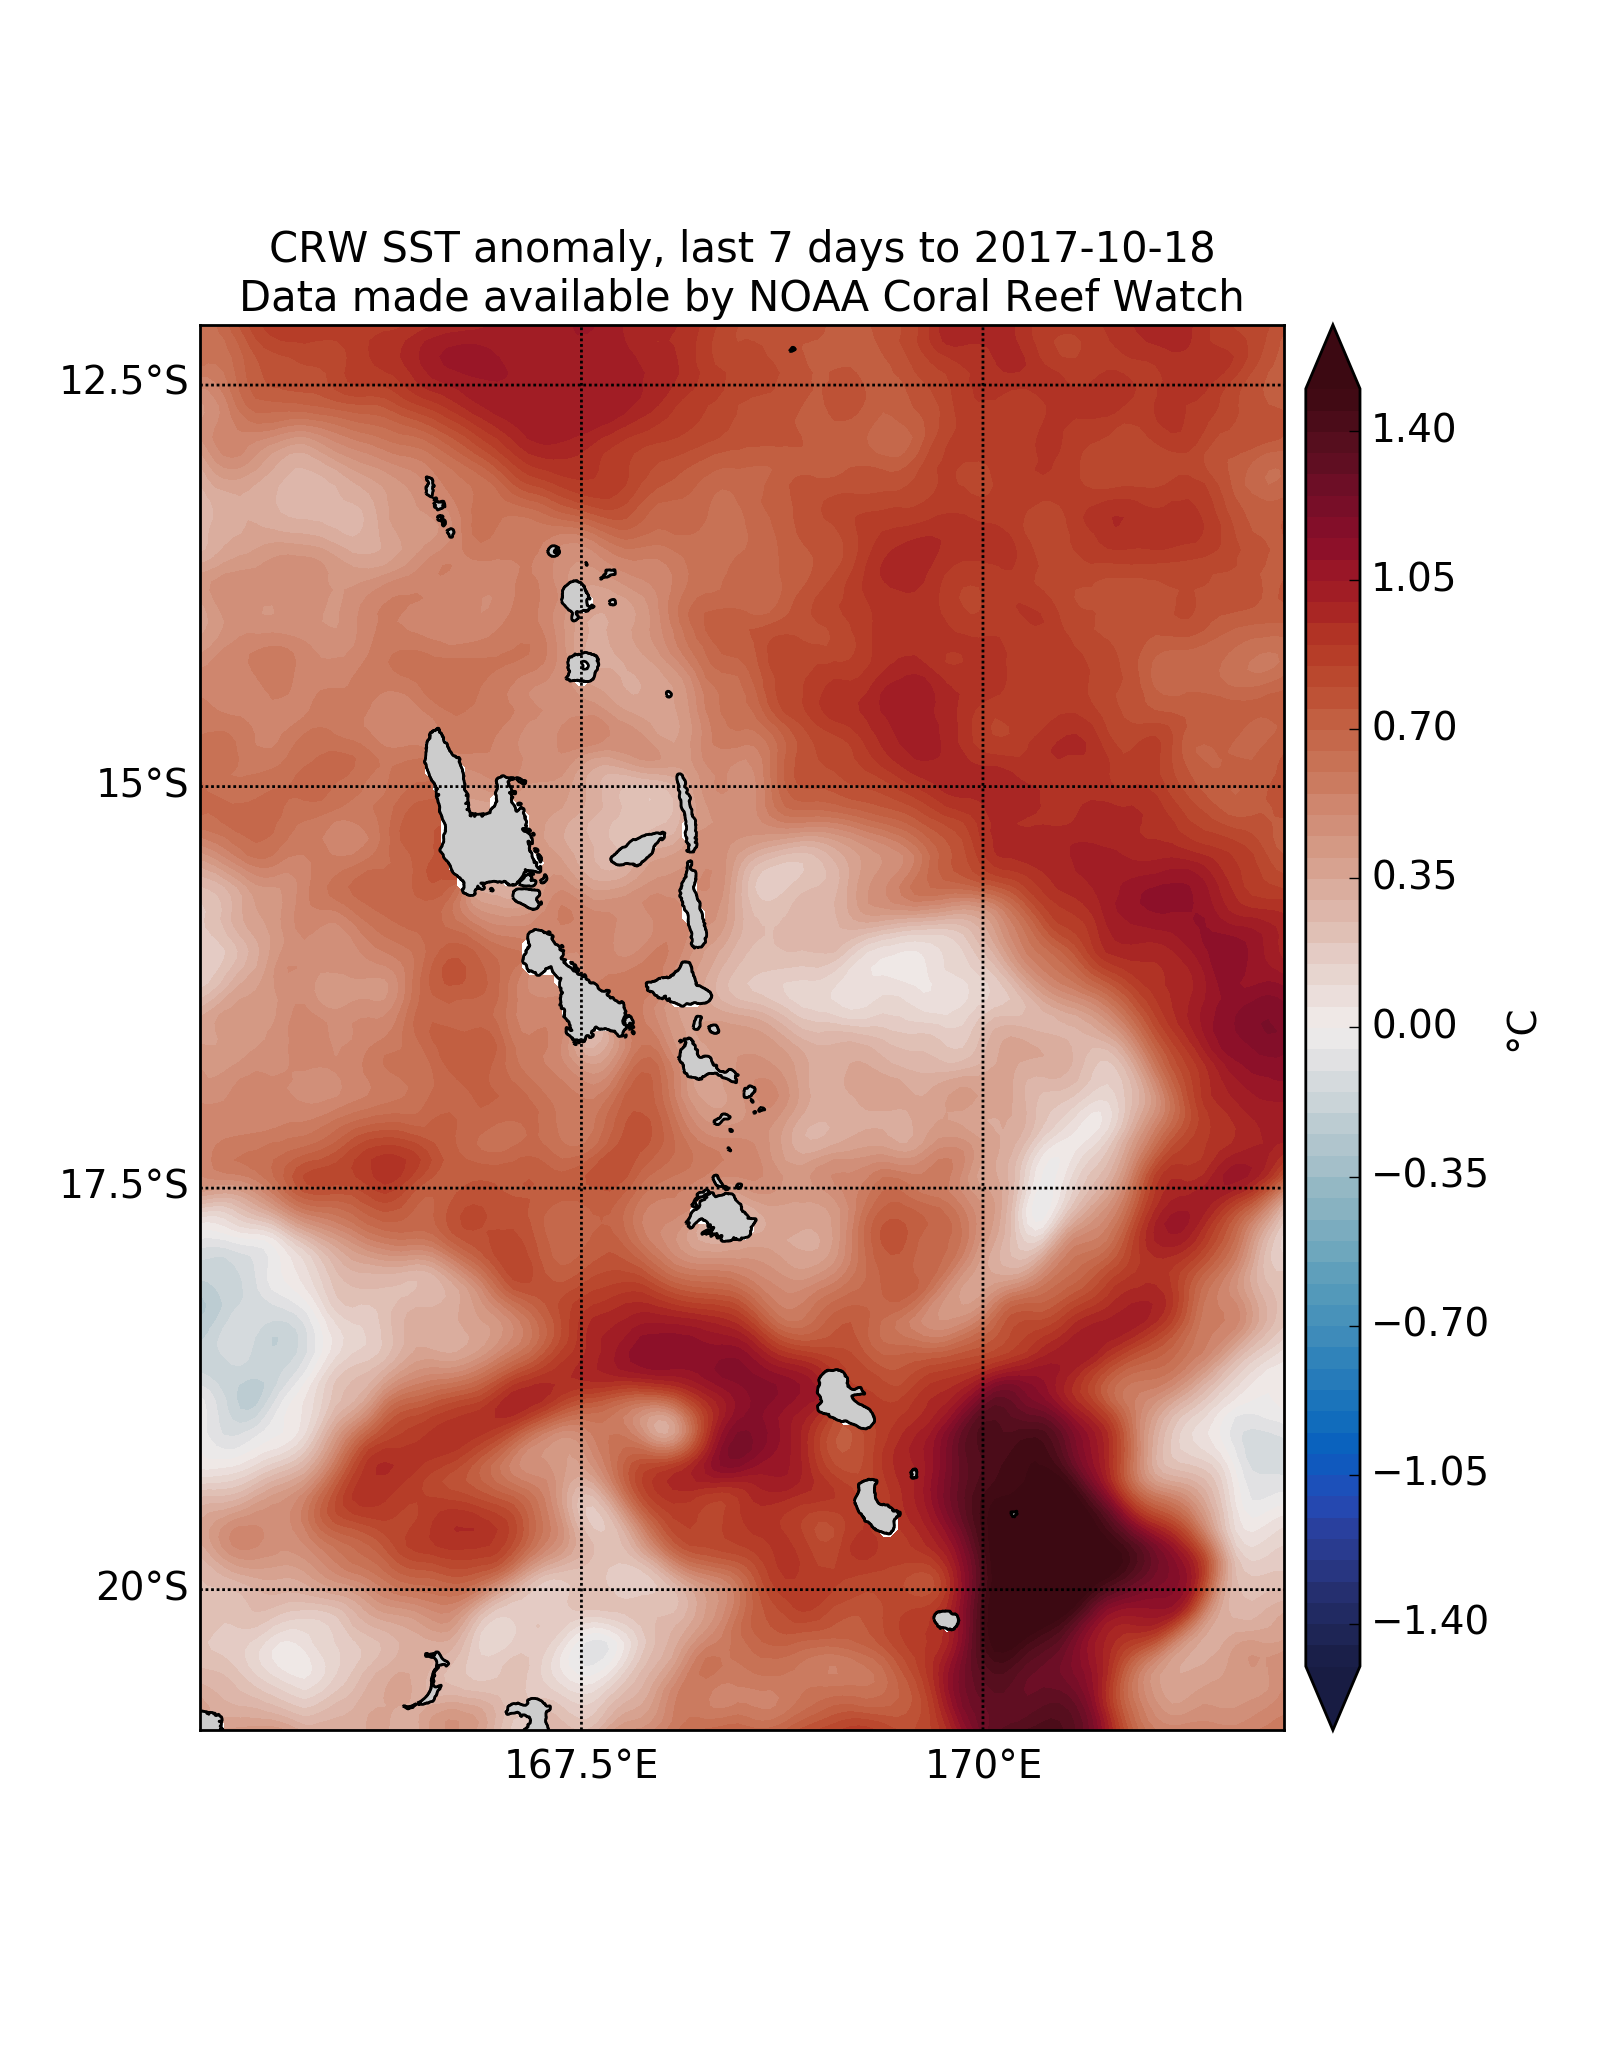 CRW SST anomaly, last 7 days to 2017-10-18
Data made available by NOAA Coral Reef Watch
12.5°S
15°S
17.5°S
20°S
167.5°E
170°E
1.40
1.05
0.70
0.35
0.00
−0.35
−0.70
−1.05
−1.40
°C